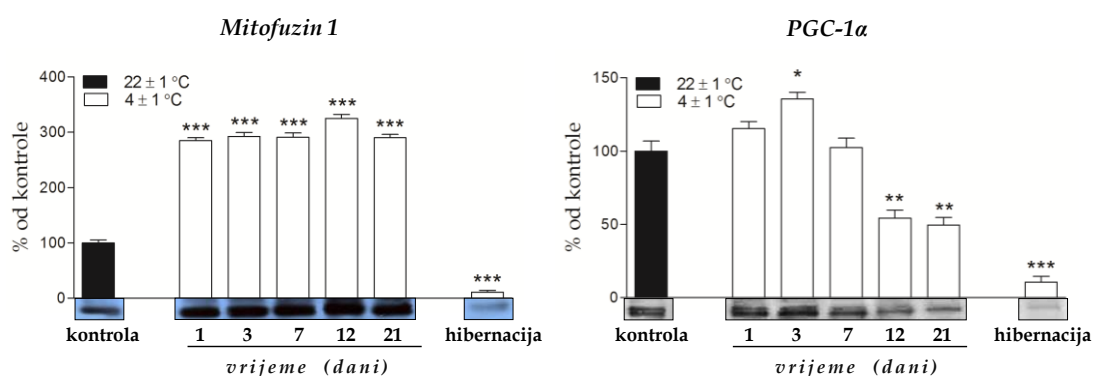 Mitofuzin 1
400
300
200
100
0
% od kontrole
22 ± 1 °C
4 ± 1 °C
***
***
***
***
***
***
kontrola
1 3 7 12 21
hibernacija
vrijeme (dani)
PGC-1α
150
100
50
0
% od kontrole
22 ± 1 °C
4 ± 1 °C
*
**
**
***
kontrola
1 3 7 12 21
hibernacija
vrijeme (dani)